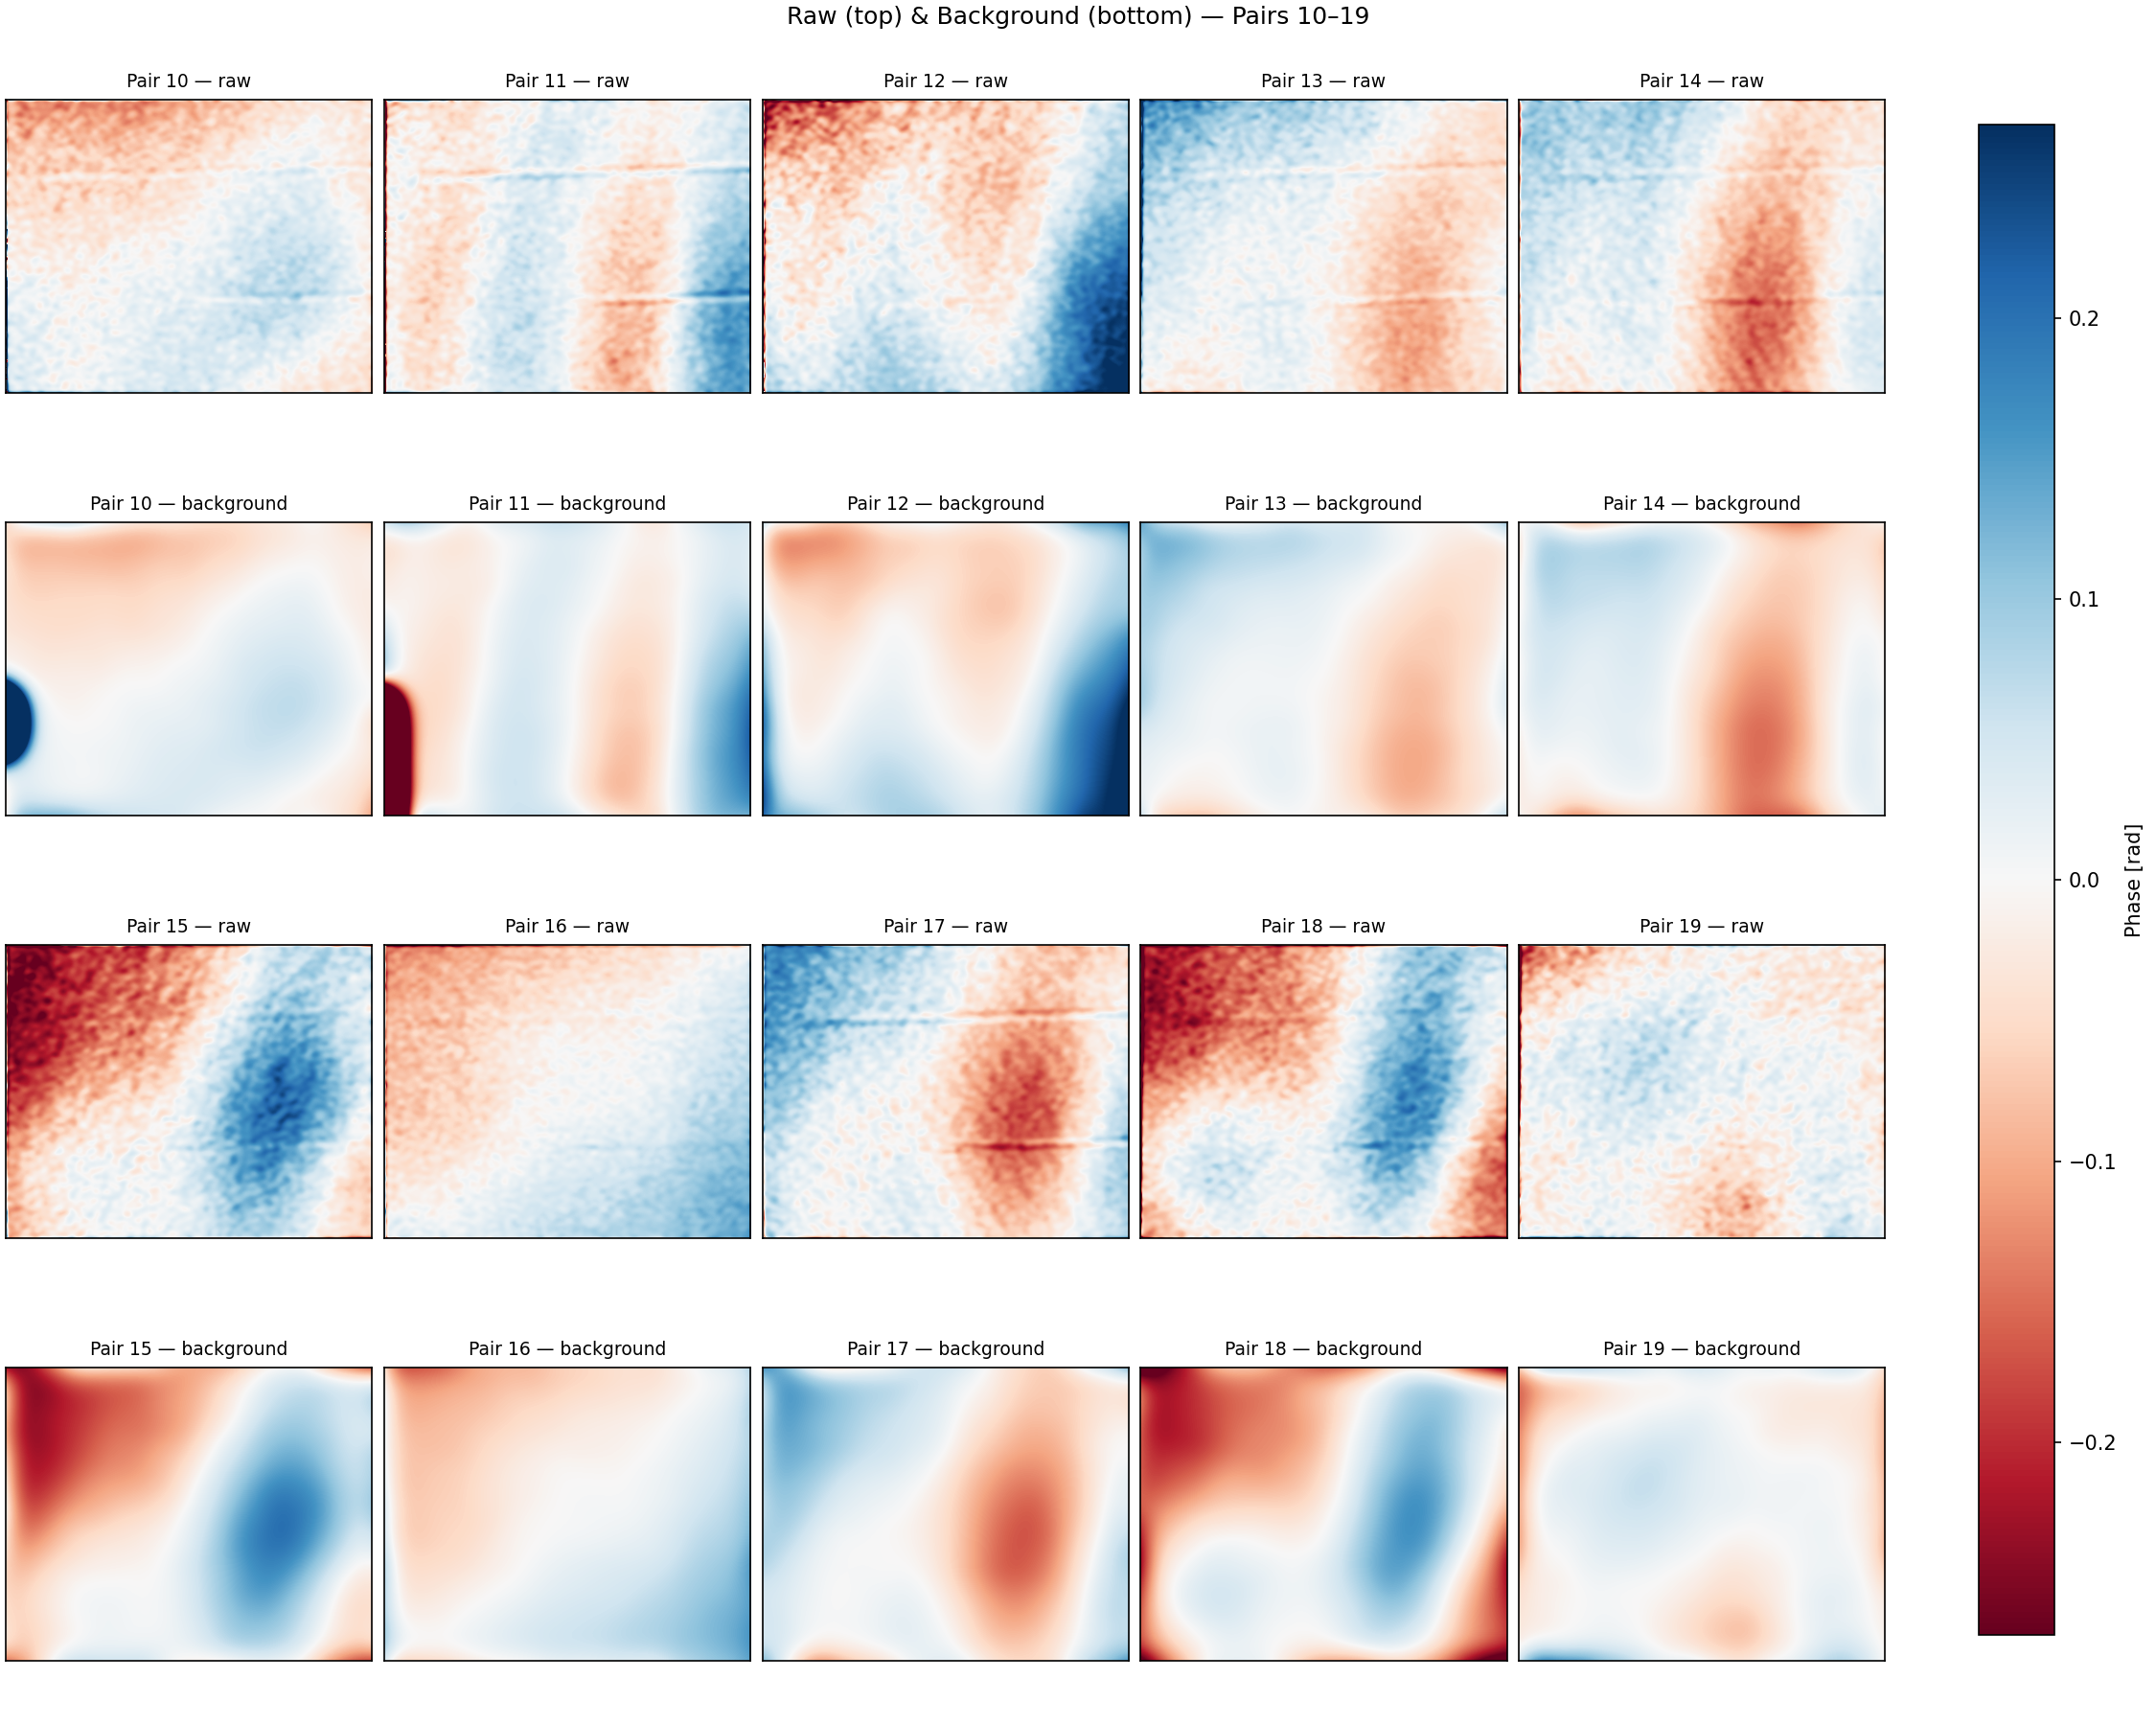 Raw (top) & Background (bottom) — Pairs 10–19
Pair 10 — raw
Pair 11 — raw
Pair 12 — raw
Pair 13 — raw
Pair 14 — raw
Pair 10 — background
Pair 11 — background
Pair 12 — background
Pair 13 — background
Pair 14 — background
Pair 15 — raw
Pair 16 — raw
Pair 17 — raw
Pair 18 — raw
Pair 19 — raw
Pair 15 — background
Pair 16 — background
Pair 17 — background
Pair 18 — background
Pair 19 — background
0.2
0.1
0.0
−0.1
−0.2
Phase [rad]